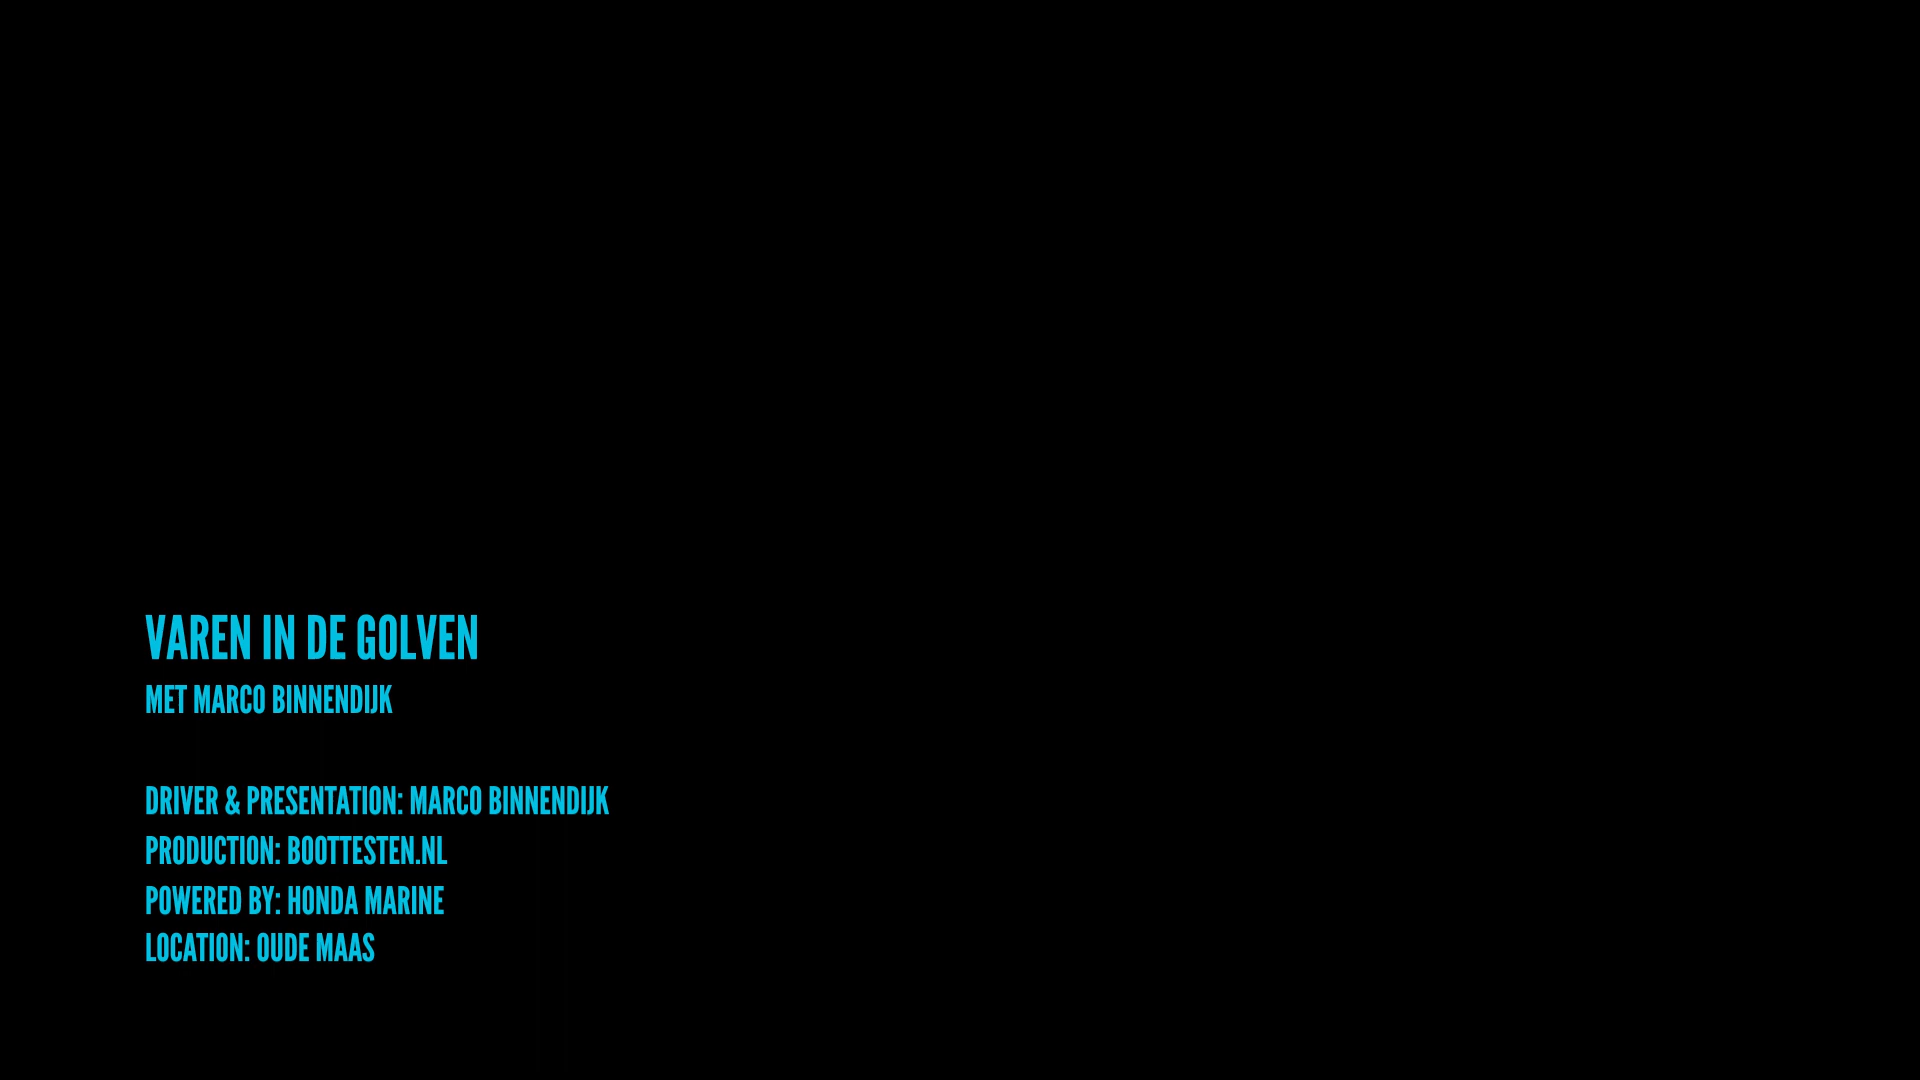 VAREN IN DE GOLVEN
MET MARCO BINNENDIJK
DRIVER & PRESENTATION: MARCO BINNENDIJK
PRODUCTION: BOOTTESTEN.NL
POWERED BY: HONDA MARINE
LOCATION: OUDE MAAS